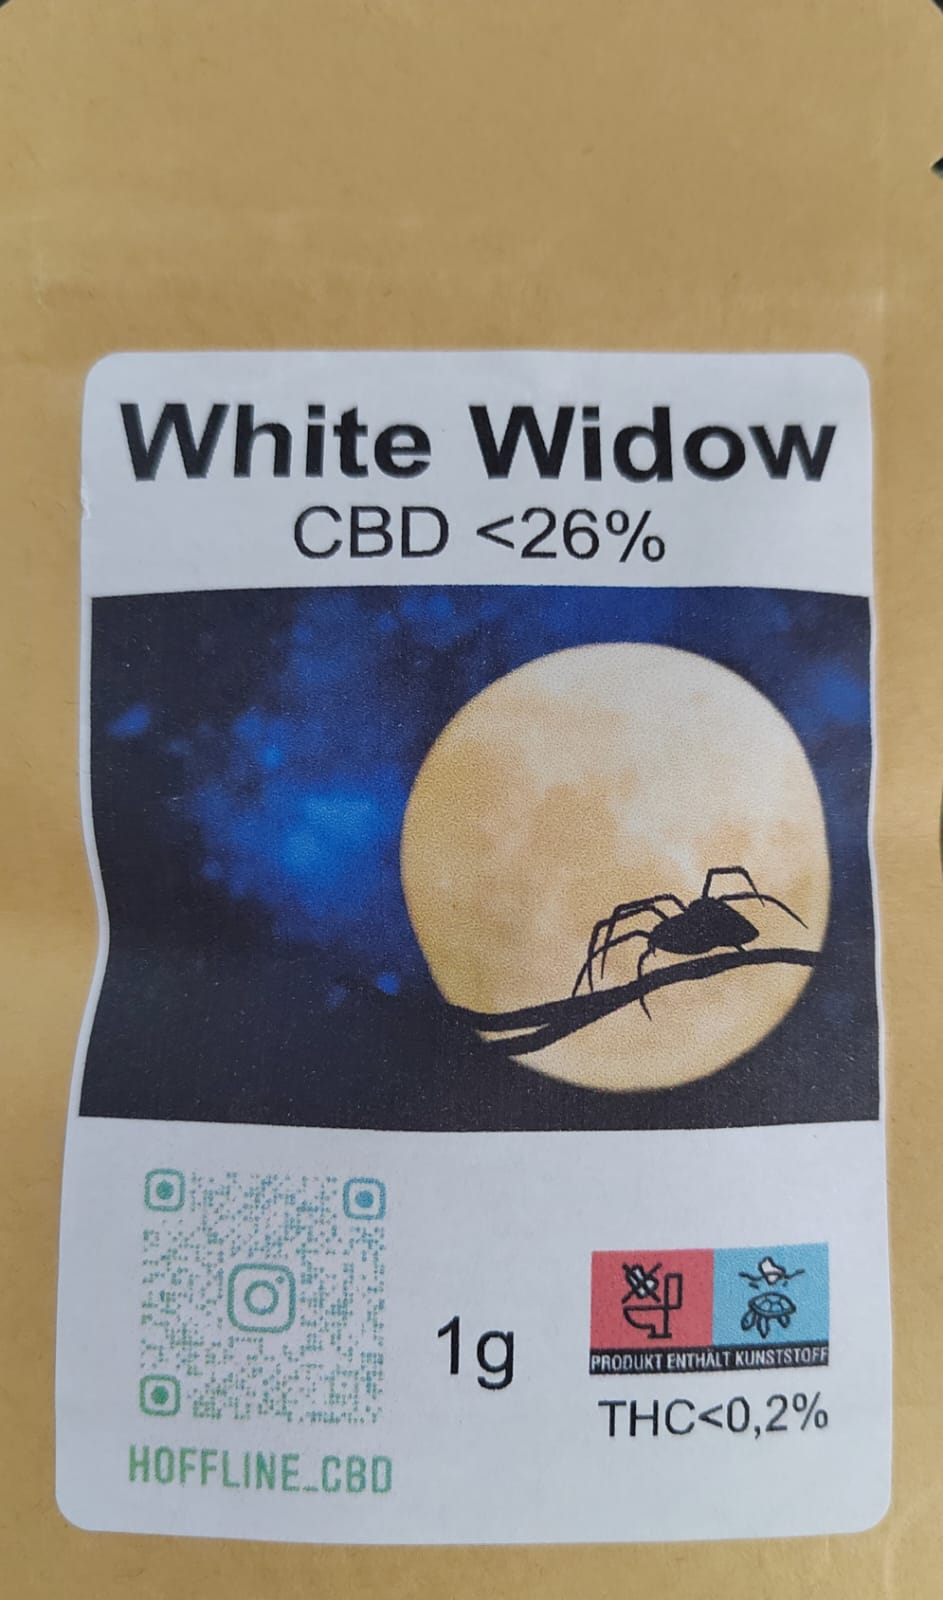 White Widow
CBD <26%
1g
PRODUKT ENTHÄLT KUNSTSTOFF
THC<0,2%
HOFFLINE_CBD